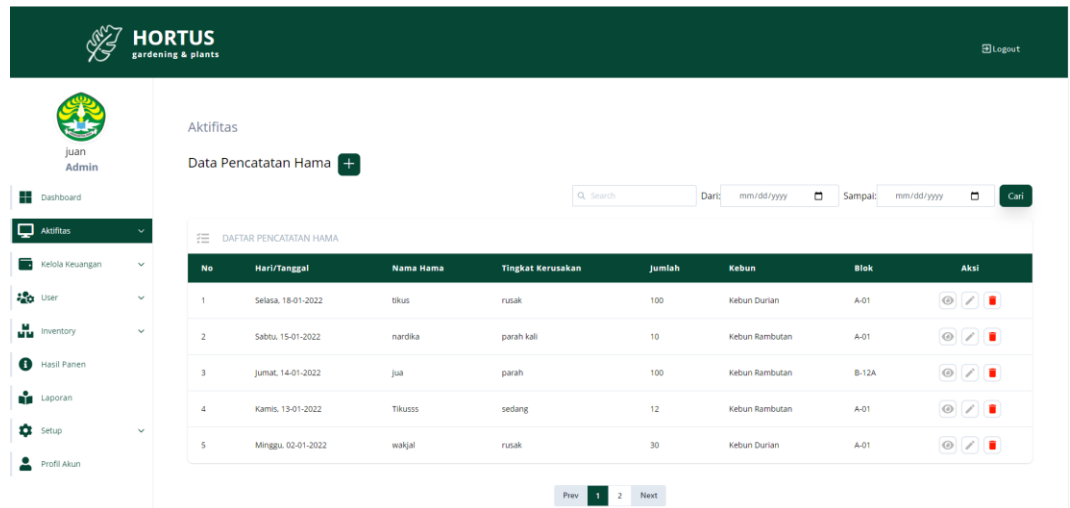 HORTUS
gardening & plants
Logout
juan
Admin
Dashboard
Aktifitas
Kelola Keuangan
User
Inventory
Hasil Panen
Laporan
Setup
Profil Akun
Aktifitas
Data Pencatatan Hama +
Search Dari: mm/dd/yyyy Sampai: mm/dd/yyyy Cari
DAFTAR PENCATATAN HAMA
No Hari/Tanggal Nama Hama Tingkat Kerusakan Jumlah Kebun Blok Aksi
1 Selasa, 18-01-2022 tikus rusak 100 Kebun Durian A-01
2 Sabtu, 15-01-2022 nardika parah kali 10 Kebun Rambutan A-01
3 Jumat, 14-01-2022 jua parah 100 Kebun Rambutan B-12A
4 Kamis, 13-01-2022 Tikusss sedang 12 Kebun Rambutan A-01
5 Minggu, 02-01-2022 wakjal rusak 30 Kebun Durian A-01
Prev 1 2 Next